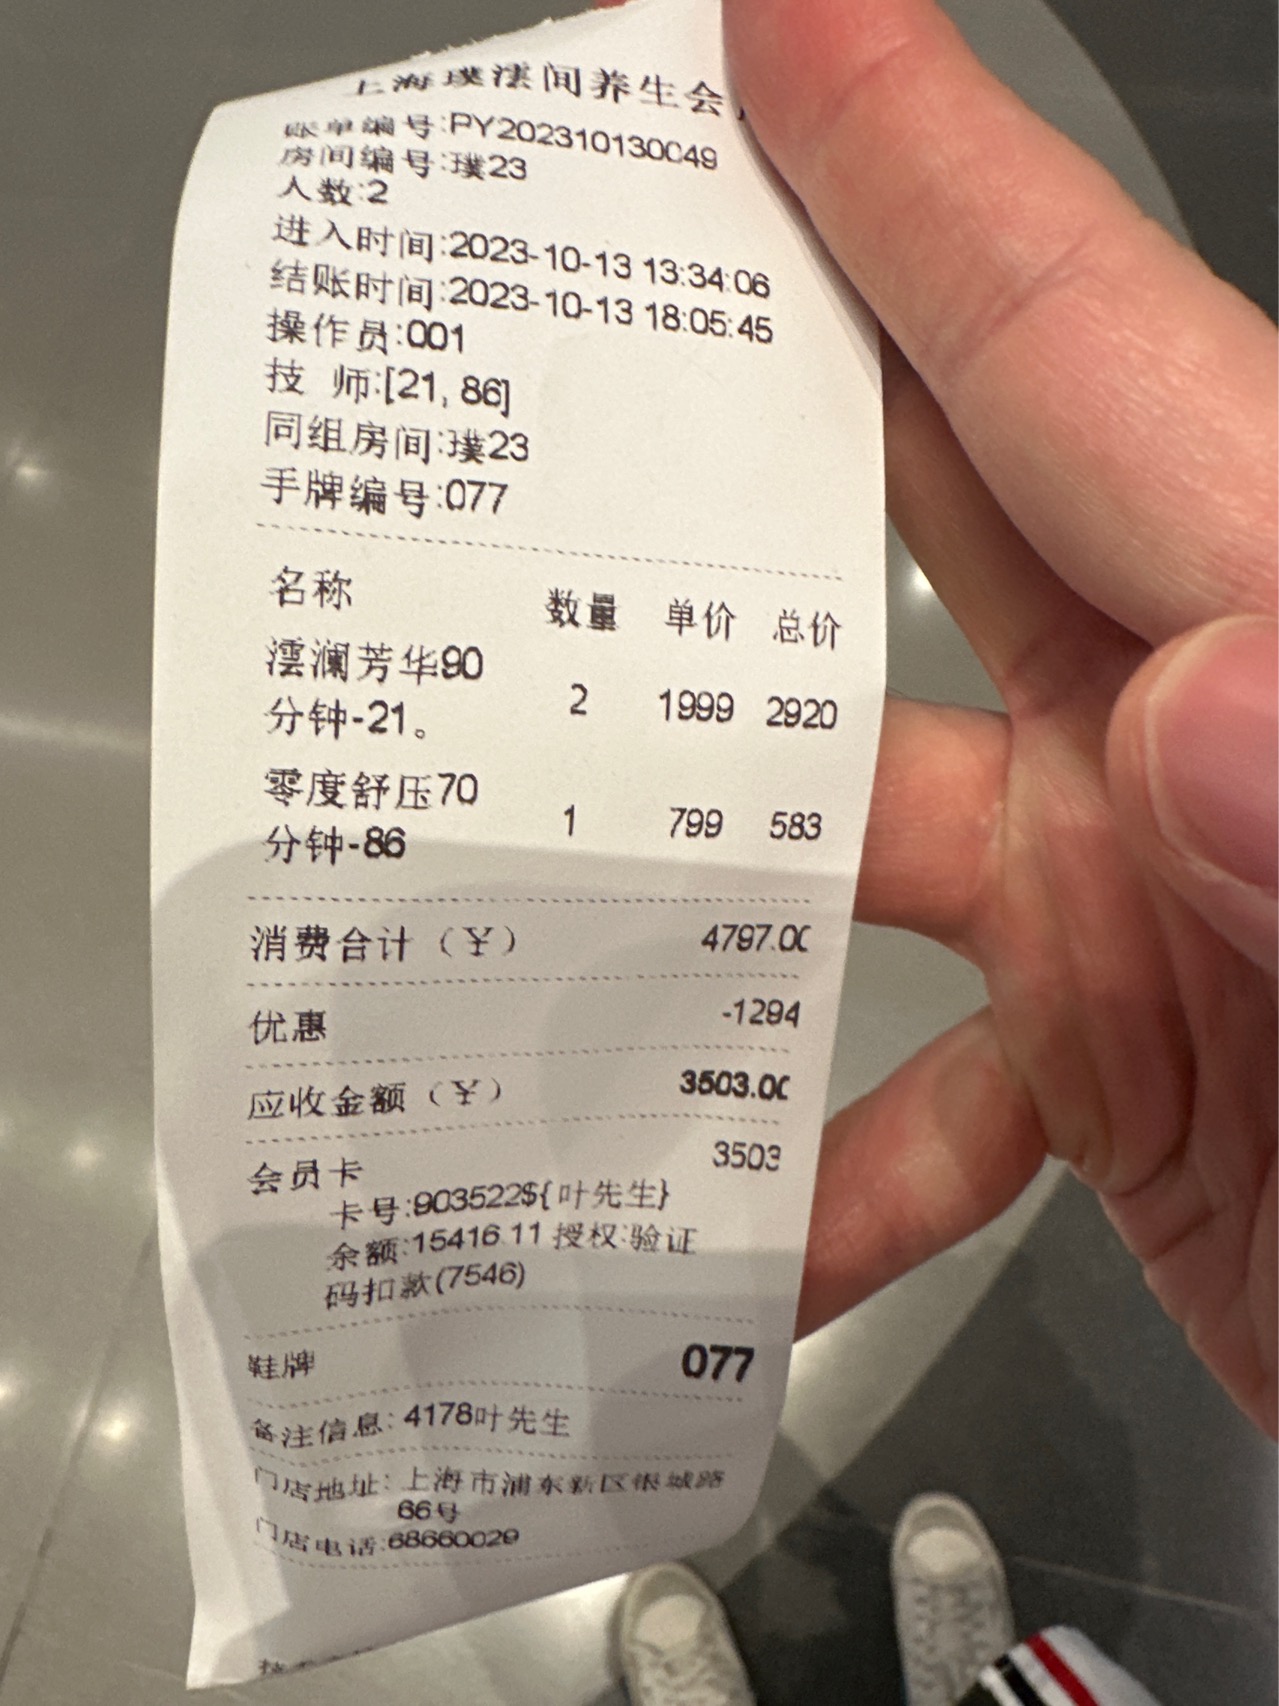 上海璞澐间养生会
账单编号:PY202310130049
房间编号:璞23
人数:2
进入时间:2023-10-13 13:34:06
结账时间:2023-10-13 18:05:45
操作员:001
技 师:[21, 86]
同组房间:璞23
手牌编号:077
名称 数量 单价 总价
澐澜芳华90
分钟-21。 2 1999 2920
零度舒压70
分钟-86 1 799 583
消费合计（¥） 4797.00
优惠 -1294
应收金额（¥） 3503.00
会员卡 3503
卡号:903522${叶先生}
余额:15416.11 授权:验证
码扣款(7546)
鞋牌 077
备注信息: 4178叶先生
门店地址: 上海市浦东新区银城路
66号
门店电话:68660029